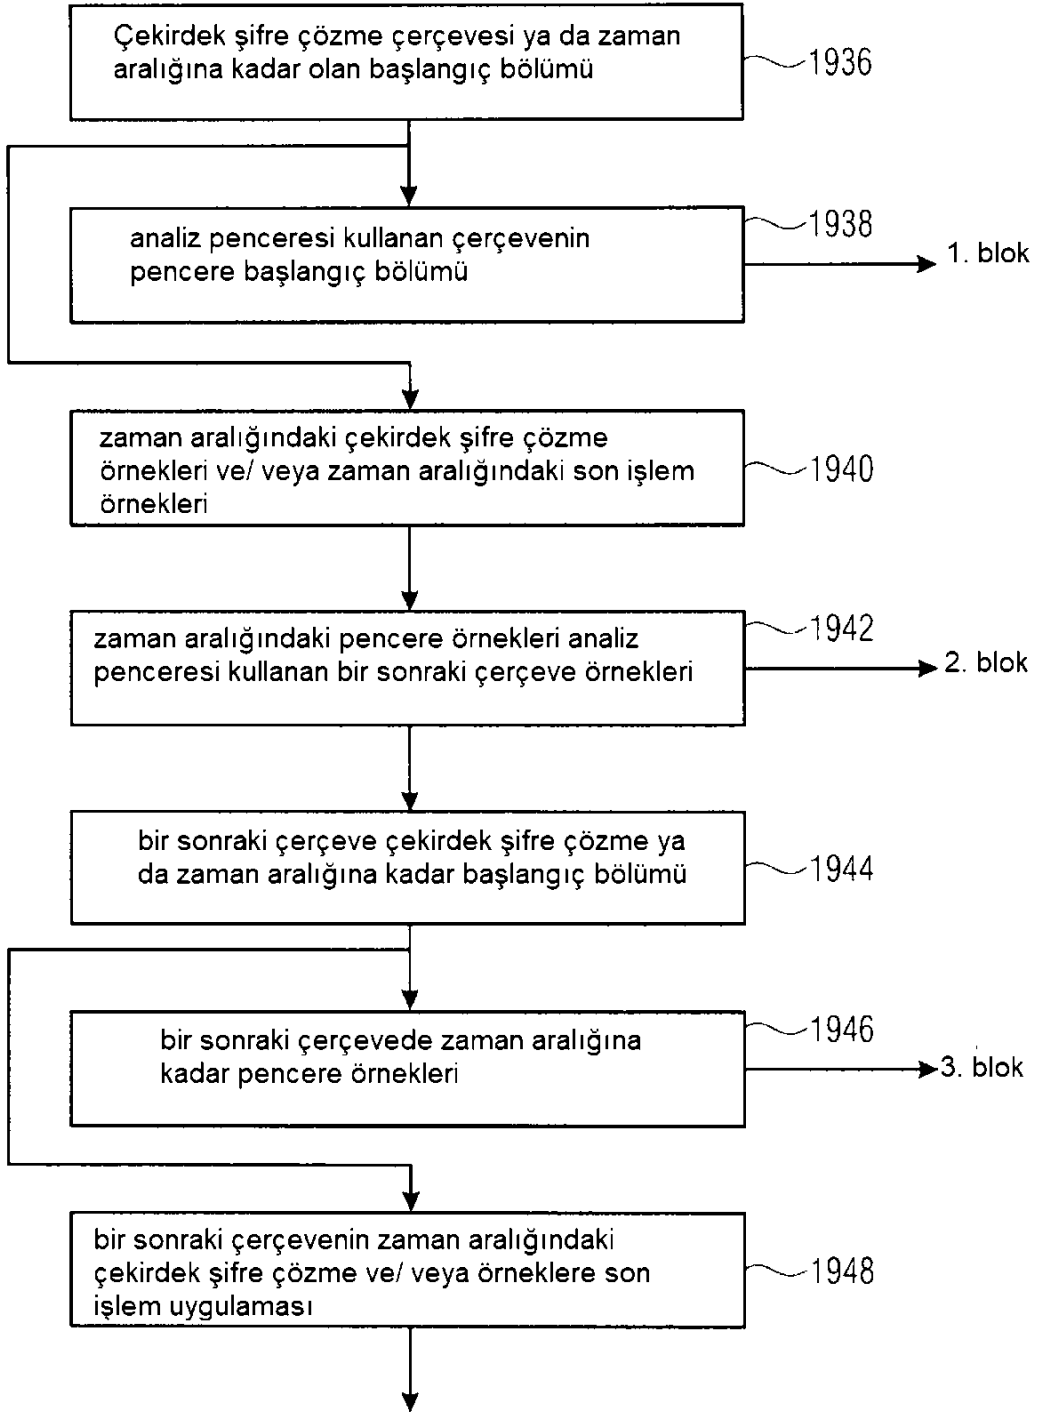 Çekirdek şifre çözme çerçevesi ya da zaman
aralığına kadar olan başlangıç bölümü
1936
analiz penceresi kullanan çerçevenin
pencere başlangıç bölümü
1938
1. blok
zaman aralığındaki çekirdek şifre çözme
örnekleri ve/ veya zaman aralığındaki son işlem
örnekleri
1940
zaman aralığındaki pencere örnekleri analiz
penceresi kullanan bir sonraki çerçeve örnekleri
1942
2. blok
bir sonraki çerçeve çekirdek şifre çözme ya
da zaman aralığına kadar başlangıç bölümü
1944
bir sonraki çerçevede zaman aralığına
kadar pencere örnekleri
1946
3. blok
bir sonraki çerçevenin zaman aralığındaki
çekirdek şifre çözme ve/ veya örneklere son
işlem uygulaması
1948